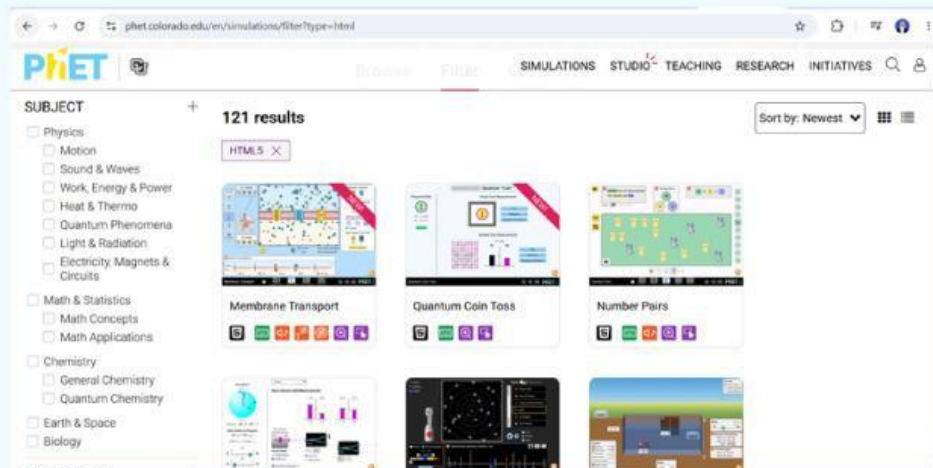 phet.colorado.edu/en/simulations/filter?type=html
PhET
Browse Filter
SIMULATIONS STUDIO TEACHING RESEARCH INITIATIVES
SUBJECT
Physics
Motion
Sound & Waves
Work, Energy & Power
Heat & Thermo
Quantum Phenomena
Light & Radiation
Electricity, Magnets &
Circuits
Math & Statistics
Math Concepts
Math Applications
Chemistry
General Chemistry
Quantum Chemistry
Earth & Space
Biology
121 results
Sort by: Newest
HTML5
NEW
NEW
Membrane Transport
Quantum Coin Toss
Number Pairs